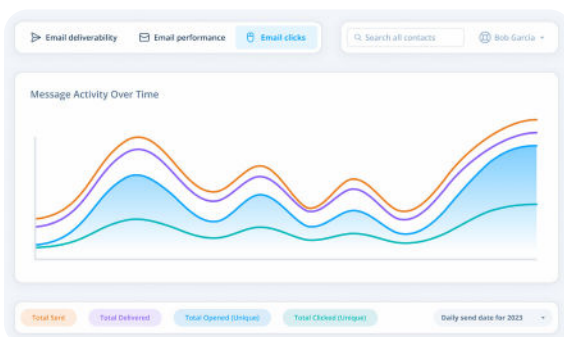 Email deliverability
Email performance
Email clicks
Search all contacts
Bob Garcia
Message Activity Over Time
Total Sent
Total Delivered
Total Opened (Unique)
Total Clicked (Unique)
Daily send date for 2023